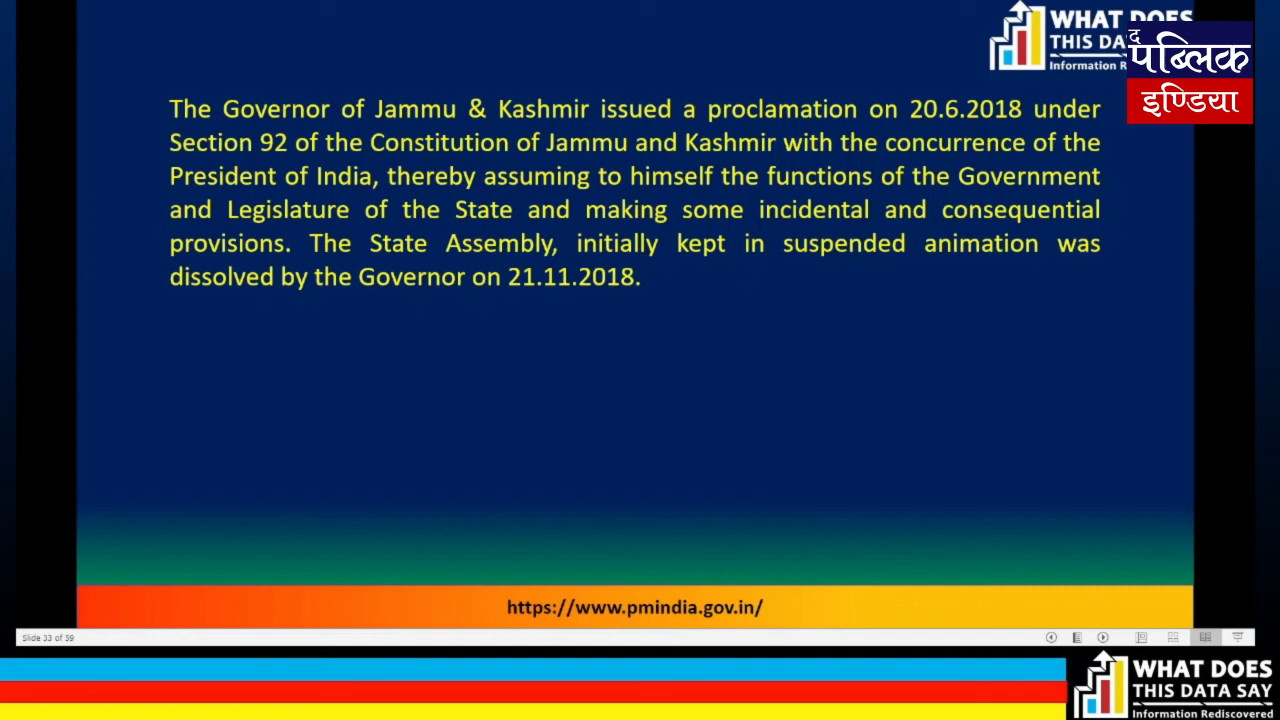 WHAT DOES
THIS DA
Information R
द
पब्लिक
इण्डिया
The Governor of Jammu & Kashmir issued a proclamation on 20.6.2018 under
Section 92 of the Constitution of Jammu and Kashmir with the concurrence of the
President of India, thereby assuming to himself the functions of the Government
and Legislature of the State and making some incidental and consequential
provisions. The State Assembly, initially kept in suspended animation was
dissolved by the Governor on 21.11.2018.
https://www.pmindia.gov.in/
Slide 33 of 59
WHAT DOES
THIS DATA SAY
Information Rediscovered